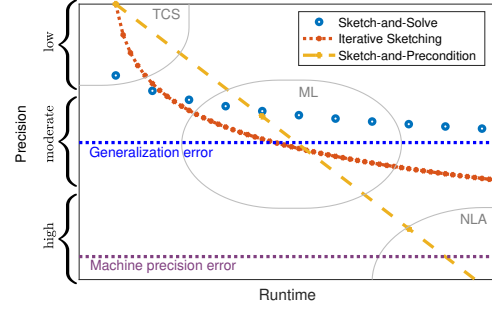 TCS
Sketch-and-Solve
Iterative Sketching
Sketch-and-Precondition
low
ML
Precision
moderate
Generalization error
high
NLA
Machine precision error
Runtime